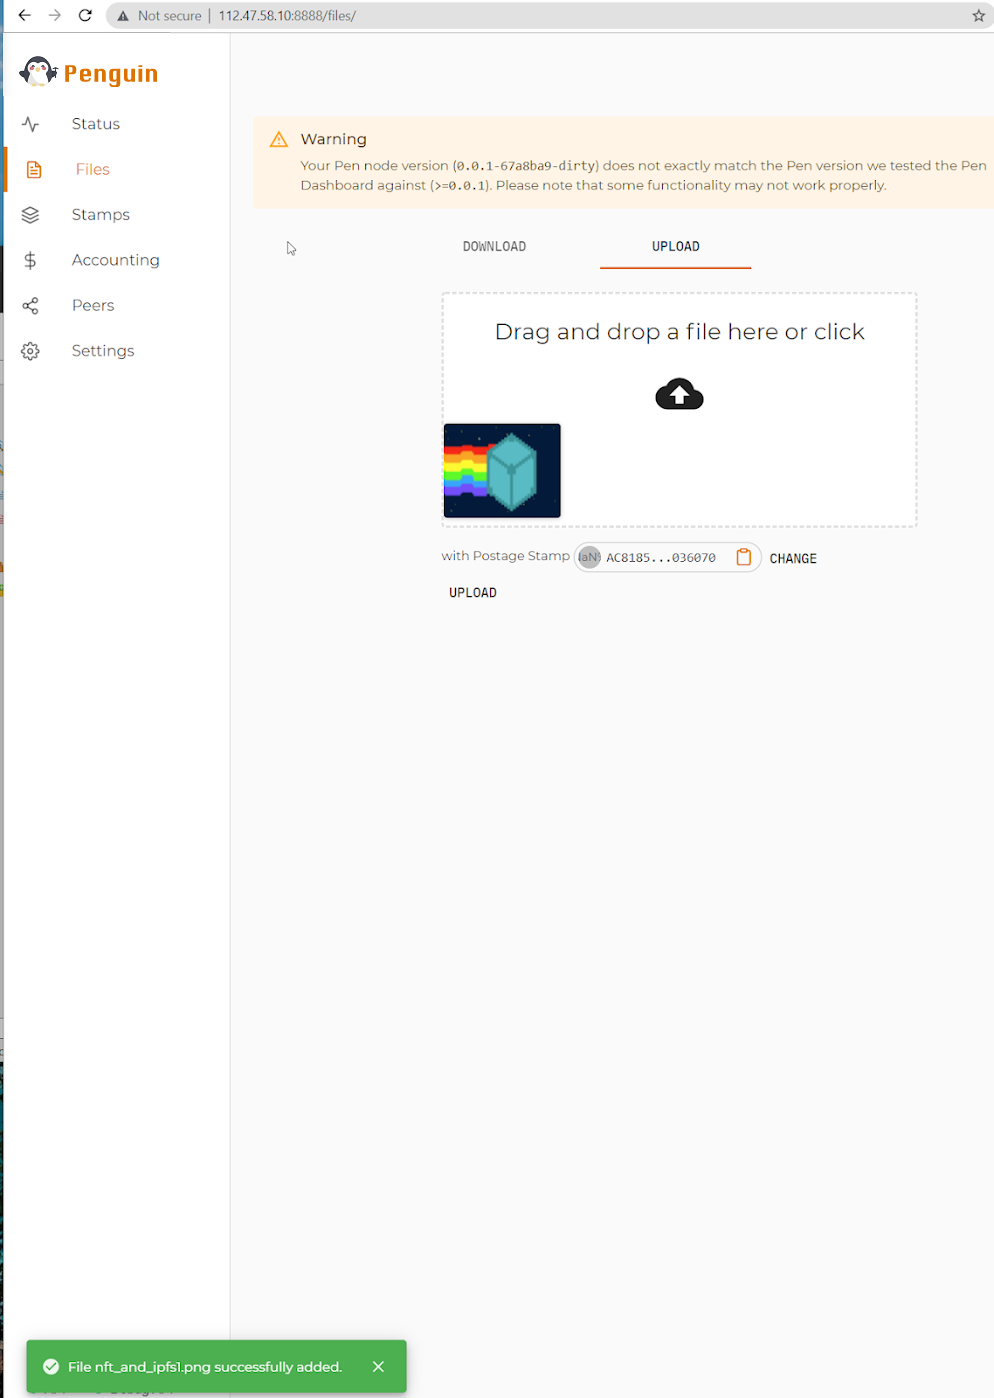 Not secure | 112.47.58.10:8888/files/
Penguin
Status
Files
Stamps
Accounting
Peers
Settings
Warning
Your Pen node version (0.0.1-67a8ba9-dirty) does not exactly match the Pen version we tested the Pen
Dashboard against (>=0.0.1). Please note that some functionality may not work properly.
DOWNLOAD UPLOAD
Drag and drop a file here or click
with Postage Stamp AC8185...036070 CHANGE
UPLOAD
File nft_and_ipfs1.png successfully added.